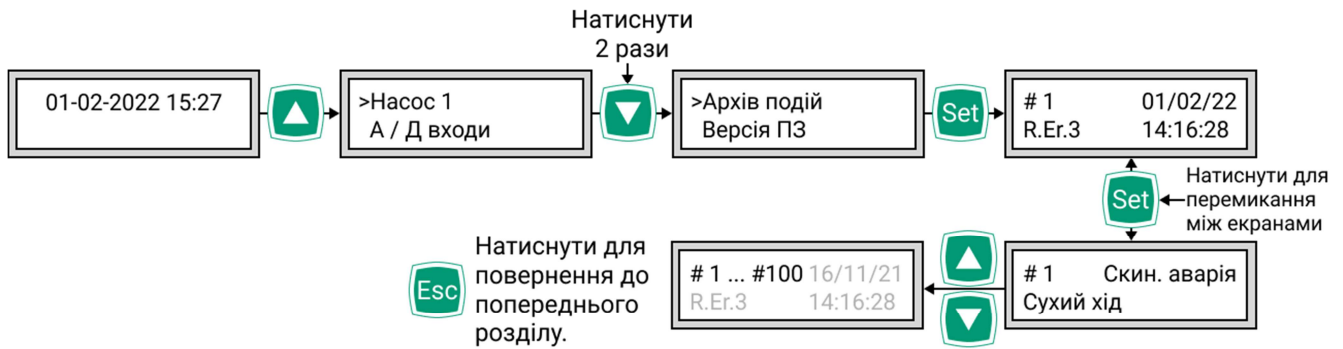 Натиснути
2 рази
01-02-2022 15:27
>Насос 1
А / Д входи
>Архів подій
Версія ПЗ
Set
# 1 01/02/22
R.Er.3 14:16:28
Set
Натиснути для
перемикання
між екранами
Esc
Натиснути для
повернення до
попереднього
розділу.
# 1 ... #100 16/11/21
R.Er.3 14:16:28
# 1 Скин. аварія
Сухий хід